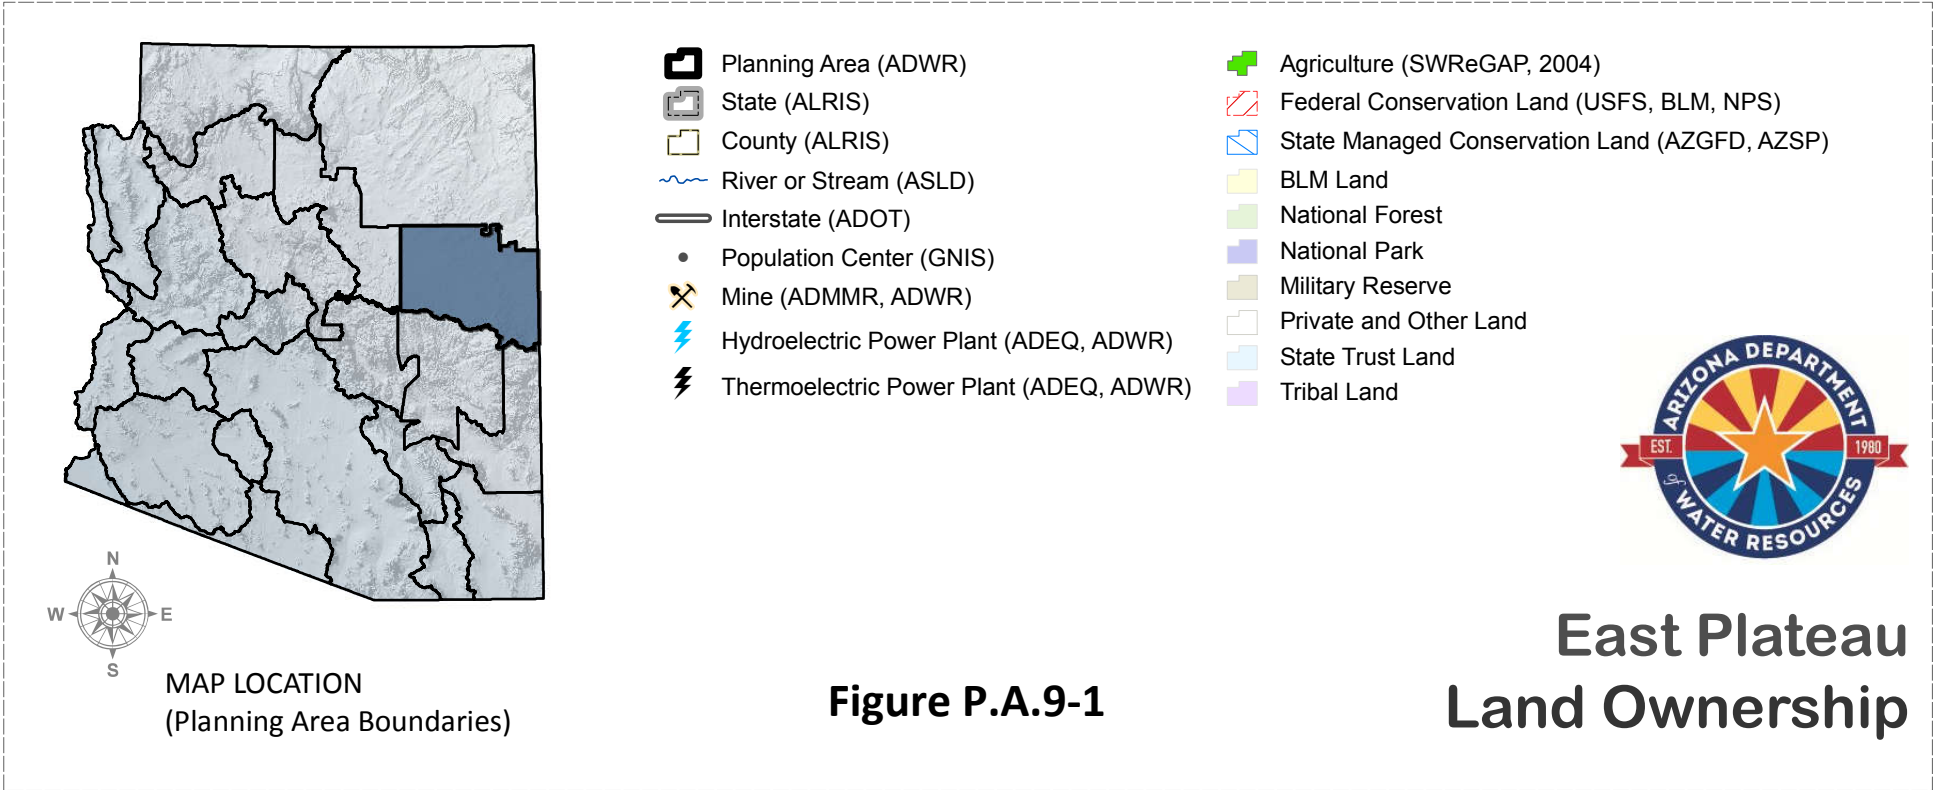 Planning Area (ADWR)
State (ALRIS)
County (ALRIS)
River or Stream (ASLD)
Interstate (ADOT)
Population Center (GNIS)
Mine (ADMMR, ADWR)
Hydroelectric Power Plant (ADEQ, ADWR)
Thermoelectric Power Plant (ADEQ, ADWR)
Agriculture (SWReGAP, 2004)
Federal Conservation Land (USFS, BLM, NPS)
State Managed Conservation Land (AZGFD, AZSP)
BLM Land
National Forest
National Park
Military Reserve
Private and Other Land
State Trust Land
Tribal Land
ARIZONA DEPARTMENT
EST. 1980
of WATER RESOURCES
N
W E
S
MAP LOCATION
(Planning Area Boundaries)
Figure P.A.9-1
East Plateau
Land Ownership